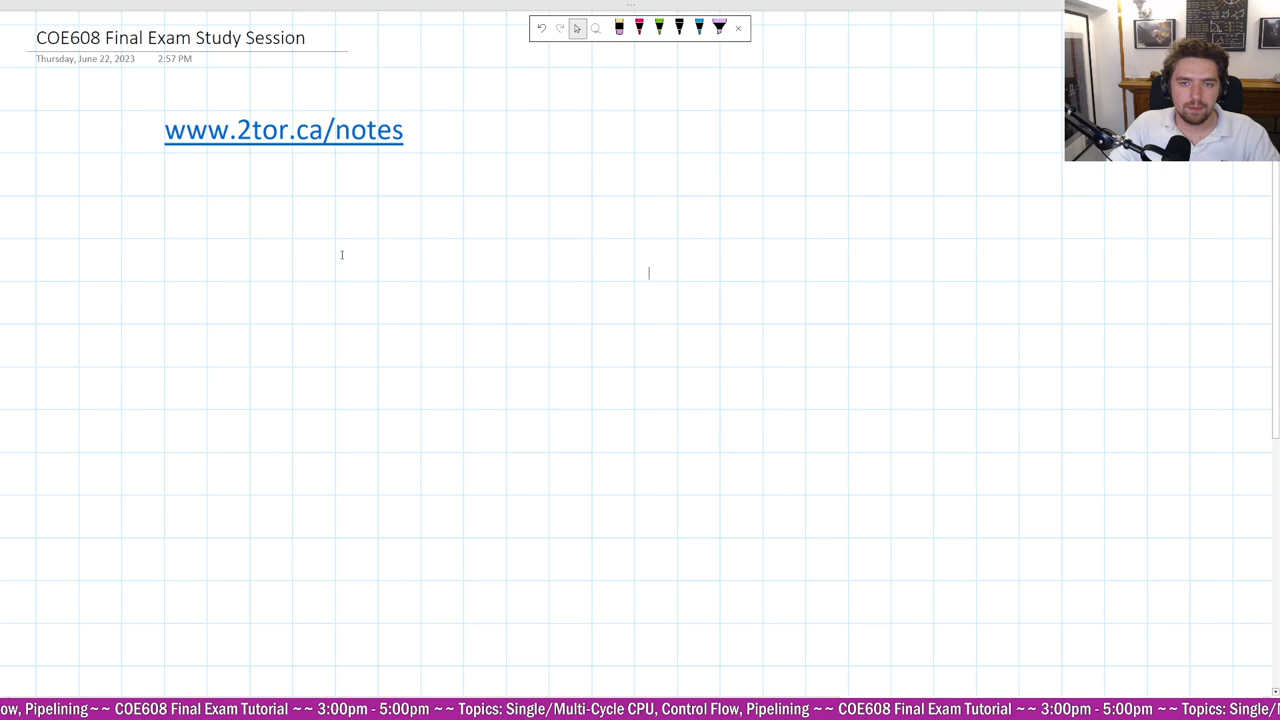 COE608 Final Exam Study Session
Thursday, June 22, 2023 2:57 PM
www.2tor.ca/notes
ow, Pipelining ~~ COE608 Final Exam Tutorial ~~ 3:00pm - 5:00pm ~~ Topics: Single/Multi-Cycle CPU, Control Flow, Pipelining ~~ COE608 Final Exam Tutorial ~~ 3:00pm - 5:00pm ~~ Topics: Single/